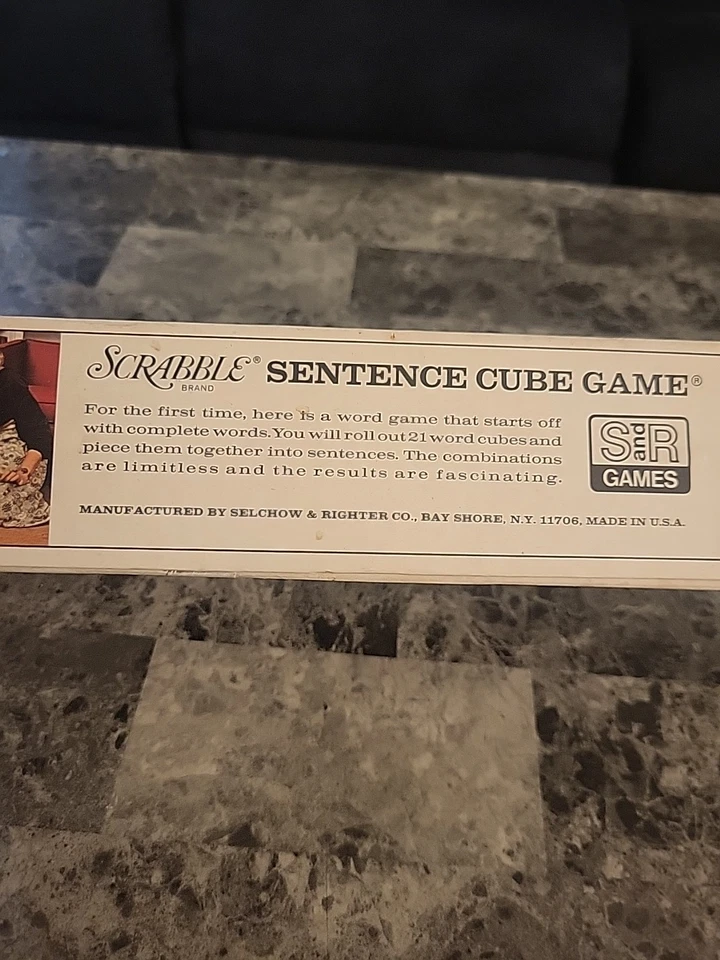 SCRABBLE® SENTENCE CUBE GAME®
BRAND
For the first time, here is a word game that starts off
with complete words. You will roll out 21 word cubes and
piece them together into sentences. The combinations
are limitless and the results are fascinating.
S and R
GAMES
MANUFACTURED BY SELCHOW & RIGHTER CO., BAY SHORE, N.Y. 11706, MADE IN U.S.A.